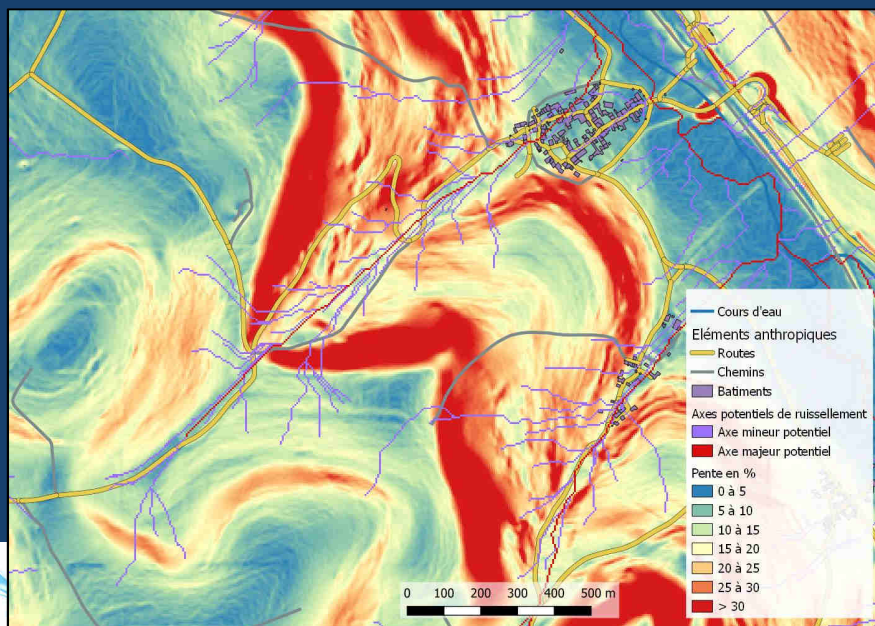 Cours d'eau
Eléments anthropiques
Routes
Chemins
Batiments
Axes potentiels de ruissellement
Axe mineur potentiel
Axe majeur potentiel
Pente en %
0 à 5
5 à 10
10 à 15
15 à 20
20 à 25
25 à 30
> 30
0 100 200 300 400 500 m